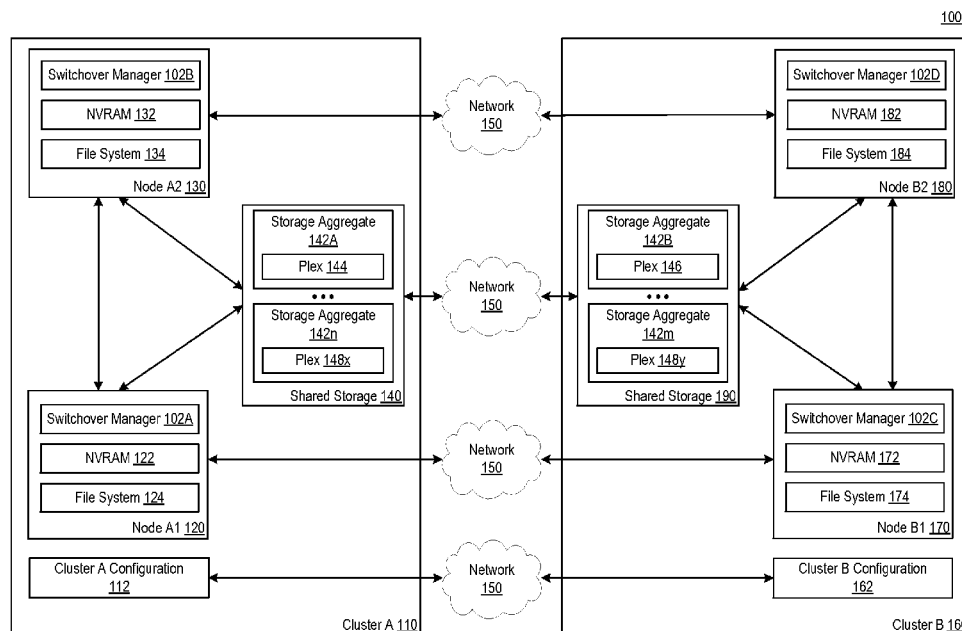 100
Switchover Manager 102B
NVRAM 132
File System 134
Node A2 130
Network
150
Switchover Manager 102D
NVRAM 182
File System 184
Node B2 180
Storage Aggregate
142A
Plex 144
•••
Storage Aggregate
142n
Plex 148x
Shared Storage 140
Network
150
Storage Aggregate
142B
Plex 146
•••
Storage Aggregate
142m
Plex 148y
Shared Storage 190
Switchover Manager 102A
NVRAM 122
File System 124
Node A1 120
Network
150
Switchover Manager 102C
NVRAM 172
File System 174
Node B1 170
Cluster A Configuration
112
Network
150
Cluster B Configuration
162
Cluster A 110
Cluster B 160